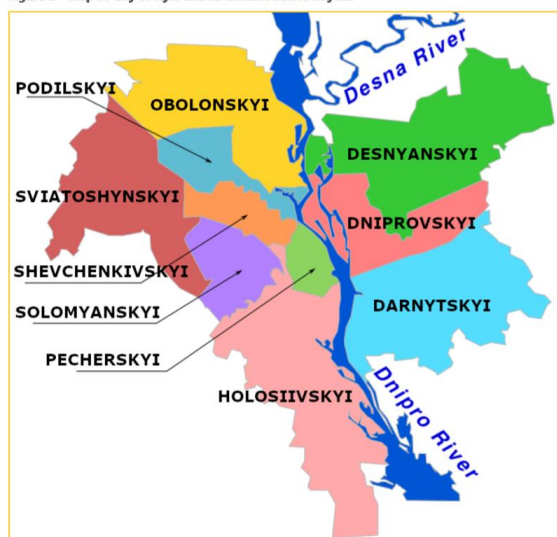 Desna River
PODILSKYI
OBOLONSKYI
DESNYANSKYI
SVIATOSHYNSKYI
DNIPROVSKYI
SHEVCHENKIVSKYI
SOLOMYANSKYI
DARNYTSKYI
PECHERSKYI
HOLOSIIVSKYI
Dnipro River